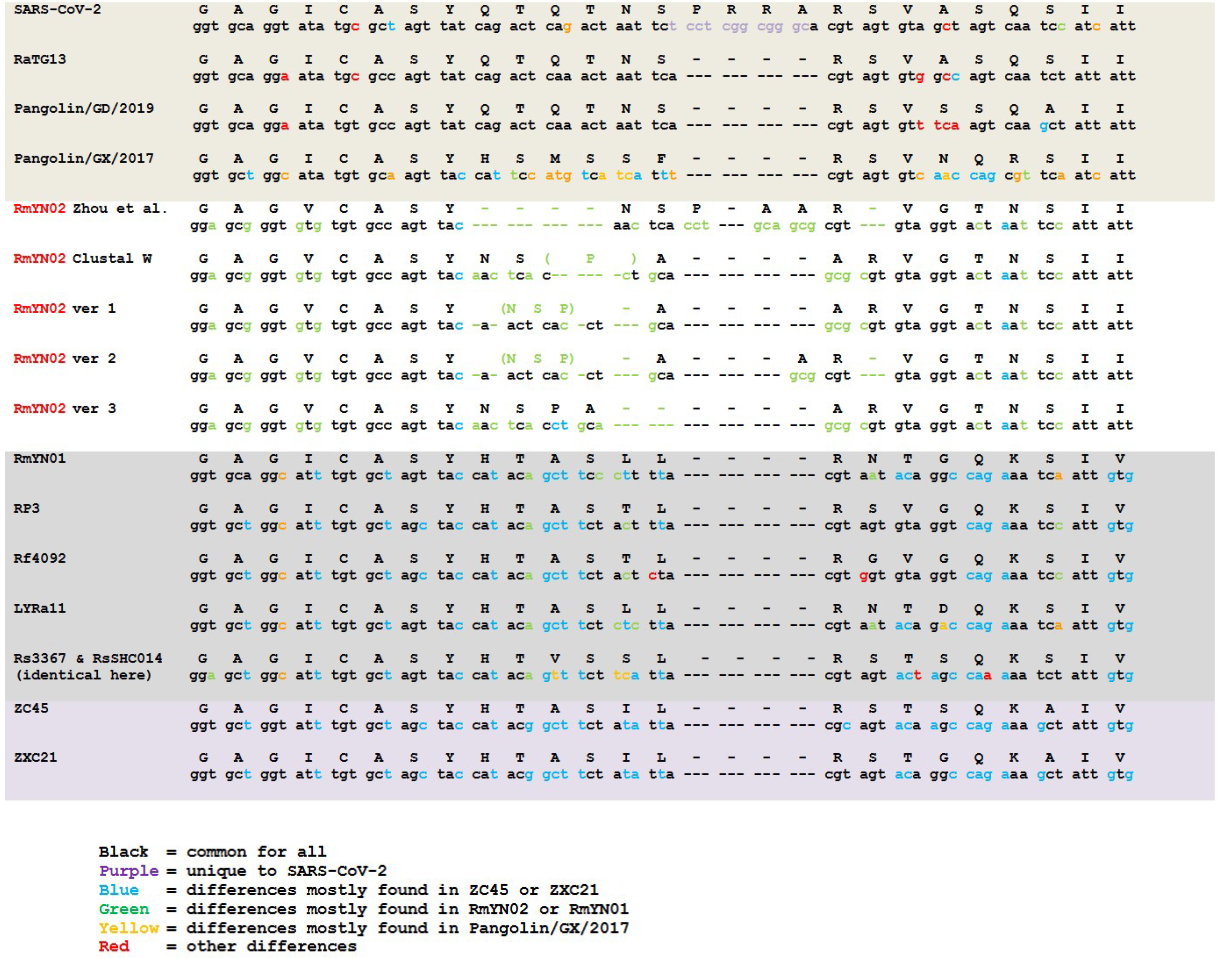 SARS-CoV-2 G A G I C A S Y Q T Q T N S P R R A R S V A S Q S I I
ggt gca ggt ata tgc gct agt tat cag act cag act aat tct cct cgg cgg gca cgt agt gta gct agt caa tcc atc att
RaTG13 G A G I C A S Y Q T Q T N S - - - - R S V A S Q S I I
ggt gca gga ata tgc gcc agt tat cag act caa act aat tca --- --- --- --- cgt agt gtg gcc agt caa tct att att
Pangolin/GD/2019 G A G I C A S Y Q T Q T N S - - - - R S V S S Q A I I
ggt gca gga ata tgt gcc agt tat cag act caa act aat tca --- --- --- --- cgt agt gtt tca agt caa gct att att
Pangolin/GX/2017 G A G I C A S Y H S M S S F - - - - R S V N Q R S I I
ggt gct ggc ata tgt gca agt tac cat tcc atg tca tca ttt --- --- --- --- cgt agt gtc aac cag cgt tca atc att
RmYN02 Zhou et al. G A G V C A S Y - - - - N S P - A A R - V G T N S I I
gga gcg ggt gtg tgt gcc agt tac --- --- --- --- aac tca cct --- gca gcg cgt --- gta ggt act aat tcc att att
RmYN02 Clustal W G A G V C A S Y N S ( P ) A - - - - A R V G T N S I I
gga gcg ggt gtg tgt gcc agt tac aac tca c-- --- -ct gca --- --- --- --- gcg cgt gta ggt act aat tcc att att
RmYN02 ver 1 G A G V C A S Y (N S P) - A - - - - A R V G T N S I I
gga gcg ggt gtg tgt gcc agt tac -a- act cac -ct --- gca --- --- --- --- gcg cgt gta ggt act aat tcc att att
RmYN02 ver 2 G A G V C A S Y (N S P) - A - - - A R - V G T N S I I
gga gcg ggt gtg tgt gcc agt tac -a- act cac -ct --- gca --- --- --- gcg cgt --- gta ggt act aat tcc att att
RmYN02 ver 3 G A G V C A S Y N S P A - - - - - - A R V G T N S I I
gga gcg ggt gtg tgt gcc agt tac aac tca cct gca --- --- --- --- --- --- gcg cgt gta ggt act aat tcc att att
RmYN01 G A G I C A S Y H T A S L L - - - - R N T G Q K S I V
ggt gca ggc att tgt gct agt tac cat aca gct tcc ctt tta --- --- --- --- cgt aat aca ggc cag aaa tca att gtg
RP3 G A G I C A S Y H T A S T L - - - - R S V G Q K S I V
ggt gct ggc att tgt gct agc tac cat aca gct tct act tta --- --- --- --- cgt agt gta ggt cag aaa tcc att gtg
Rf4092 G A G I C A S Y H T A S T L - - - - R G V G Q K S I V
ggt gct ggc att tgt gct agc tac cat aca gct tct act cta --- --- --- --- cgt ggt gta ggt cag aaa tcc att gtg
LYRa11 G A G I C A S Y H T A S L L - - - - R N T D Q K S I V
ggt gct ggc att tgt gct agt tac cat aca gct tct ctc tta --- --- --- --- cgt aat aca gac cag aaa tca att gtg
Rs3367 & RsSHC014 G A G I C A S Y H T V S S L - - - - R S T S Q K S I V
(identical here) gga gct ggc att tgt gct agt tac cat aca gtt tct tca tta --- --- --- --- cgt agt act agc caa aaa tct att gtg
ZC45 G A G I C A S Y H T A S I L - - - - R S T S Q K A I V
ggt gct ggt att tgt gct agc tac cat acg gct tct ata tta --- --- --- --- cgc agt aca agc cag aaa gct att gtg
ZXC21 G A G I C A S Y H T A S I L - - - - R S T G Q K A I V
ggt gct ggt att tgt gct agc tac cat acg gct tct ata tta --- --- --- --- cgt agt aca ggc cag aaa gct att gtg
Black = common for all
Purple = unique to SARS-CoV-2
Blue = differences mostly found in ZC45 or ZXC21
Green = differences mostly found in RmYN02 or RmYN01
Yellow = differences mostly found in Pangolin/GX/2017
Red = other differences